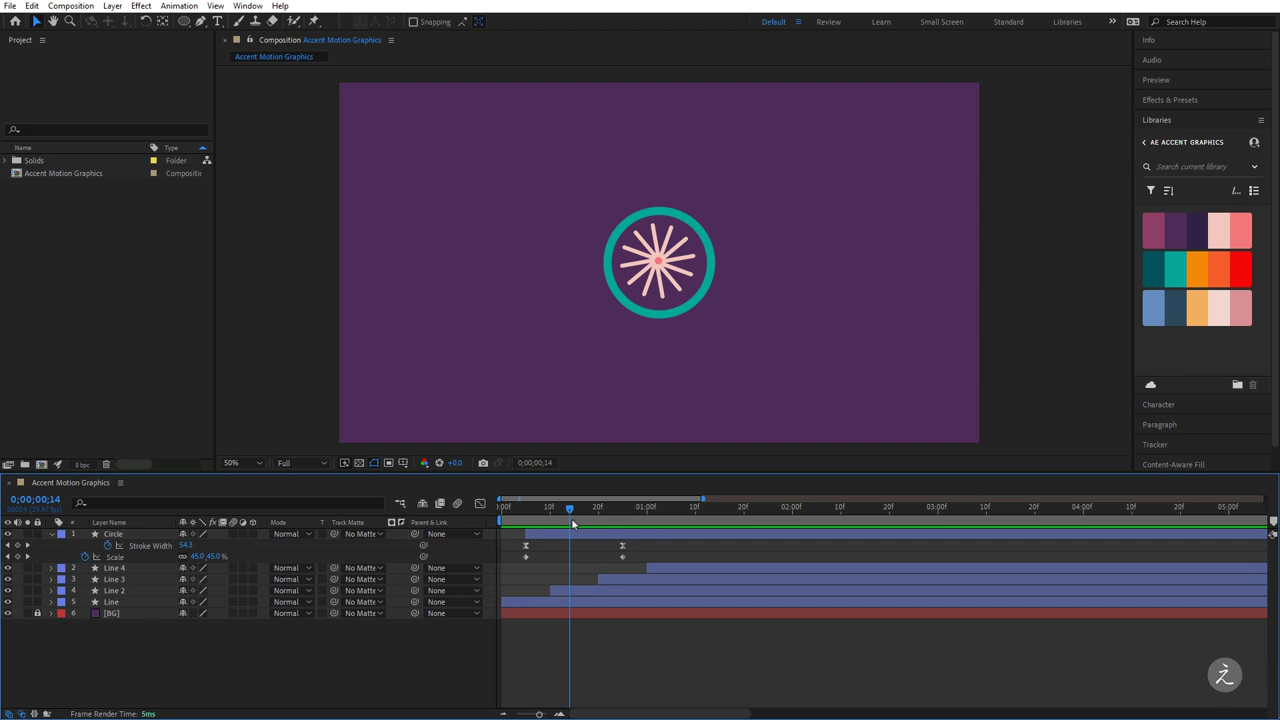 File Edit Composition Layer Effect Animation View Window Help
Snapping Default Review Learn Small Screen Standard Libraries Search Help
Project Composition Accent Motion Graphics Info
Accent Motion Graphics Audio
Preview
Effects & Presets
Libraries
Name Type AE ACCENT GRAPHICS
Solids Folder
Accent Motion Graphics Compositi
Search current library
Character
Paragraph
Tracker
8 bpc 50% Full +0.0 0;00;00;14 Content-Aware Fill
Accent Motion Graphics
0;00;00;14
00014 (29.97 fps)
:00f 10f 20f 01:00f 10f 20f 02:00f 10f 20f 03:00f 10f 20f 04:00f 10f 20f 05:00f
# Layer Name Mode T Track Matte Parent & Link
1 Circle Normal No Matte None
Stroke Width 54.3
Scale 45.0,45.0%
2 Line 4 Normal No Matte None
3 Line 3 Normal No Matte None
4 Line 2 Normal No Matte None
5 Line Normal No Matte None
6 [BG] Normal No Matte None
え
Frame Render Time: 5ms